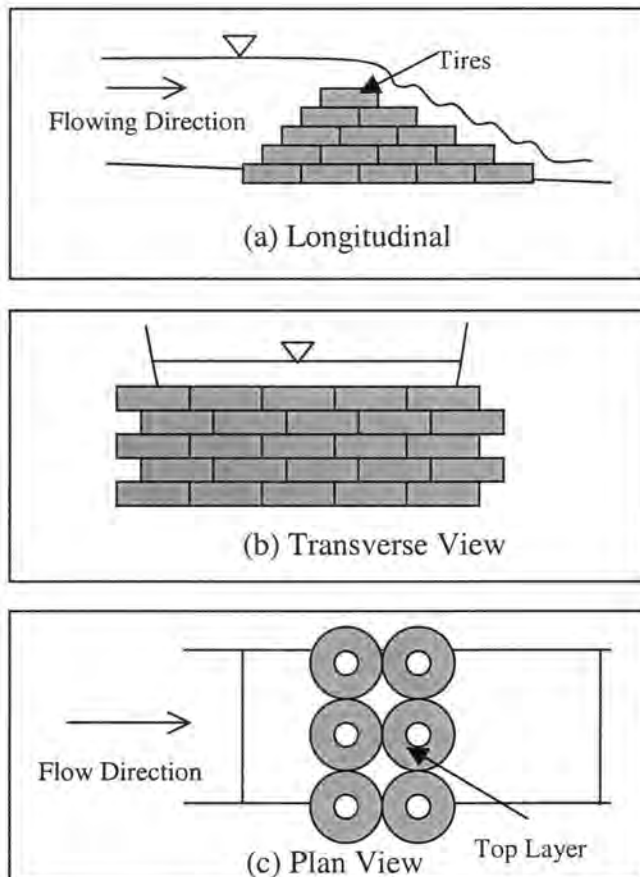 Tires
Flowing Direction
(a) Longitudinal
(b) Transverse View
Flow Direction
Top Layer
(c) Plan View